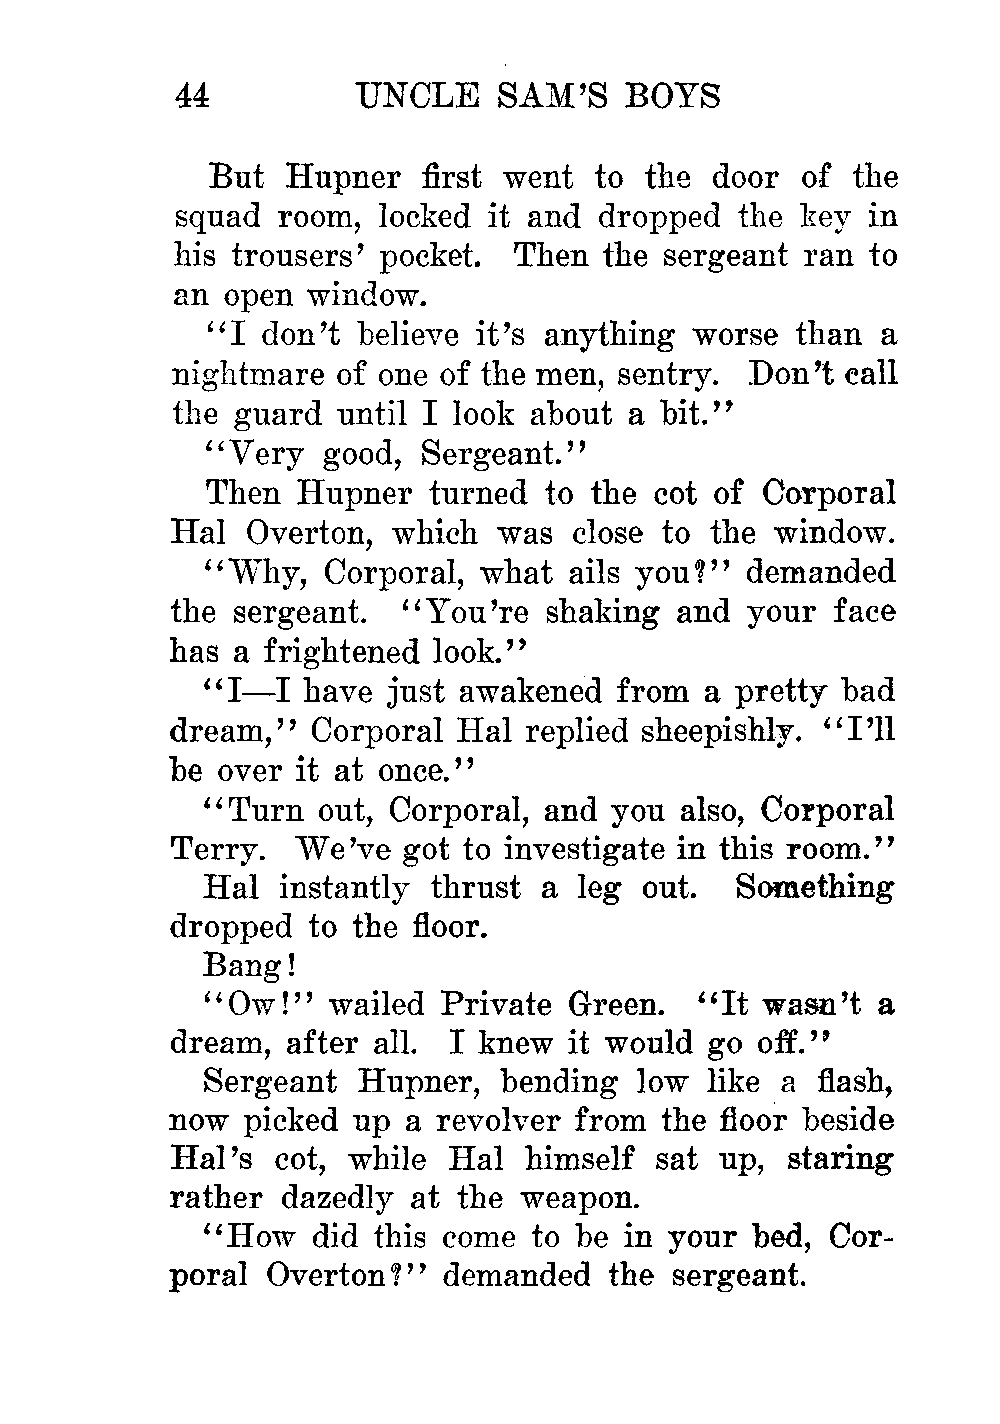 44 UNCLE SAM'S BOYS
But Hupner first went to the door of the
squad room, locked it and dropped the key in
his trousers' pocket. Then the sergeant ran to
an open window.
"I don't believe it's anything worse than a
nightmare of one of the men, sentry. Don't call
the guard until I look about a bit."
"Very good, Sergeant."
Then Hupner turned to the cot of Corporal
Hal Overton, which was close to the window.
"Why, Corporal, what ails you?" demanded
the sergeant. "You're shaking and your face
has a frightened look."
"I—I have just awakened from a pretty bad
dream," Corporal Hal replied sheepishly. "I'll
be over it at once."
"Turn out, Corporal, and you also, Corporal
Terry. We've got to investigate in this room."
Hal instantly thrust a leg out. Something
dropped to the floor.
Bang!
"Ow!" wailed Private Green. "It wasn't a
dream, after all. I knew it would go off."
Sergeant Hupner, bending low like a flash,
now picked up a revolver from the floor beside
Hal's cot, while Hal himself sat up, staring
rather dazedly at the weapon.
"How did this come to be in your bed, Cor-
poral Overton?" demanded the sergeant.